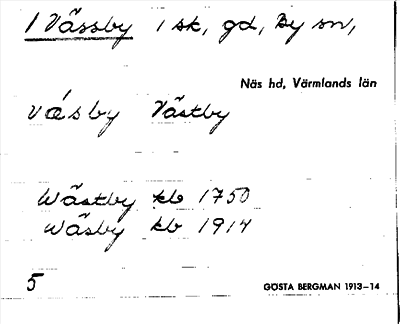 1 Vässby 1 sk, gd, By sn,
Näs hd, Värmlands län
vǽsby Västby
Wästby kb 1750
Wäsby kb 1914
5
GÖSTA BERGMAN 1913–14